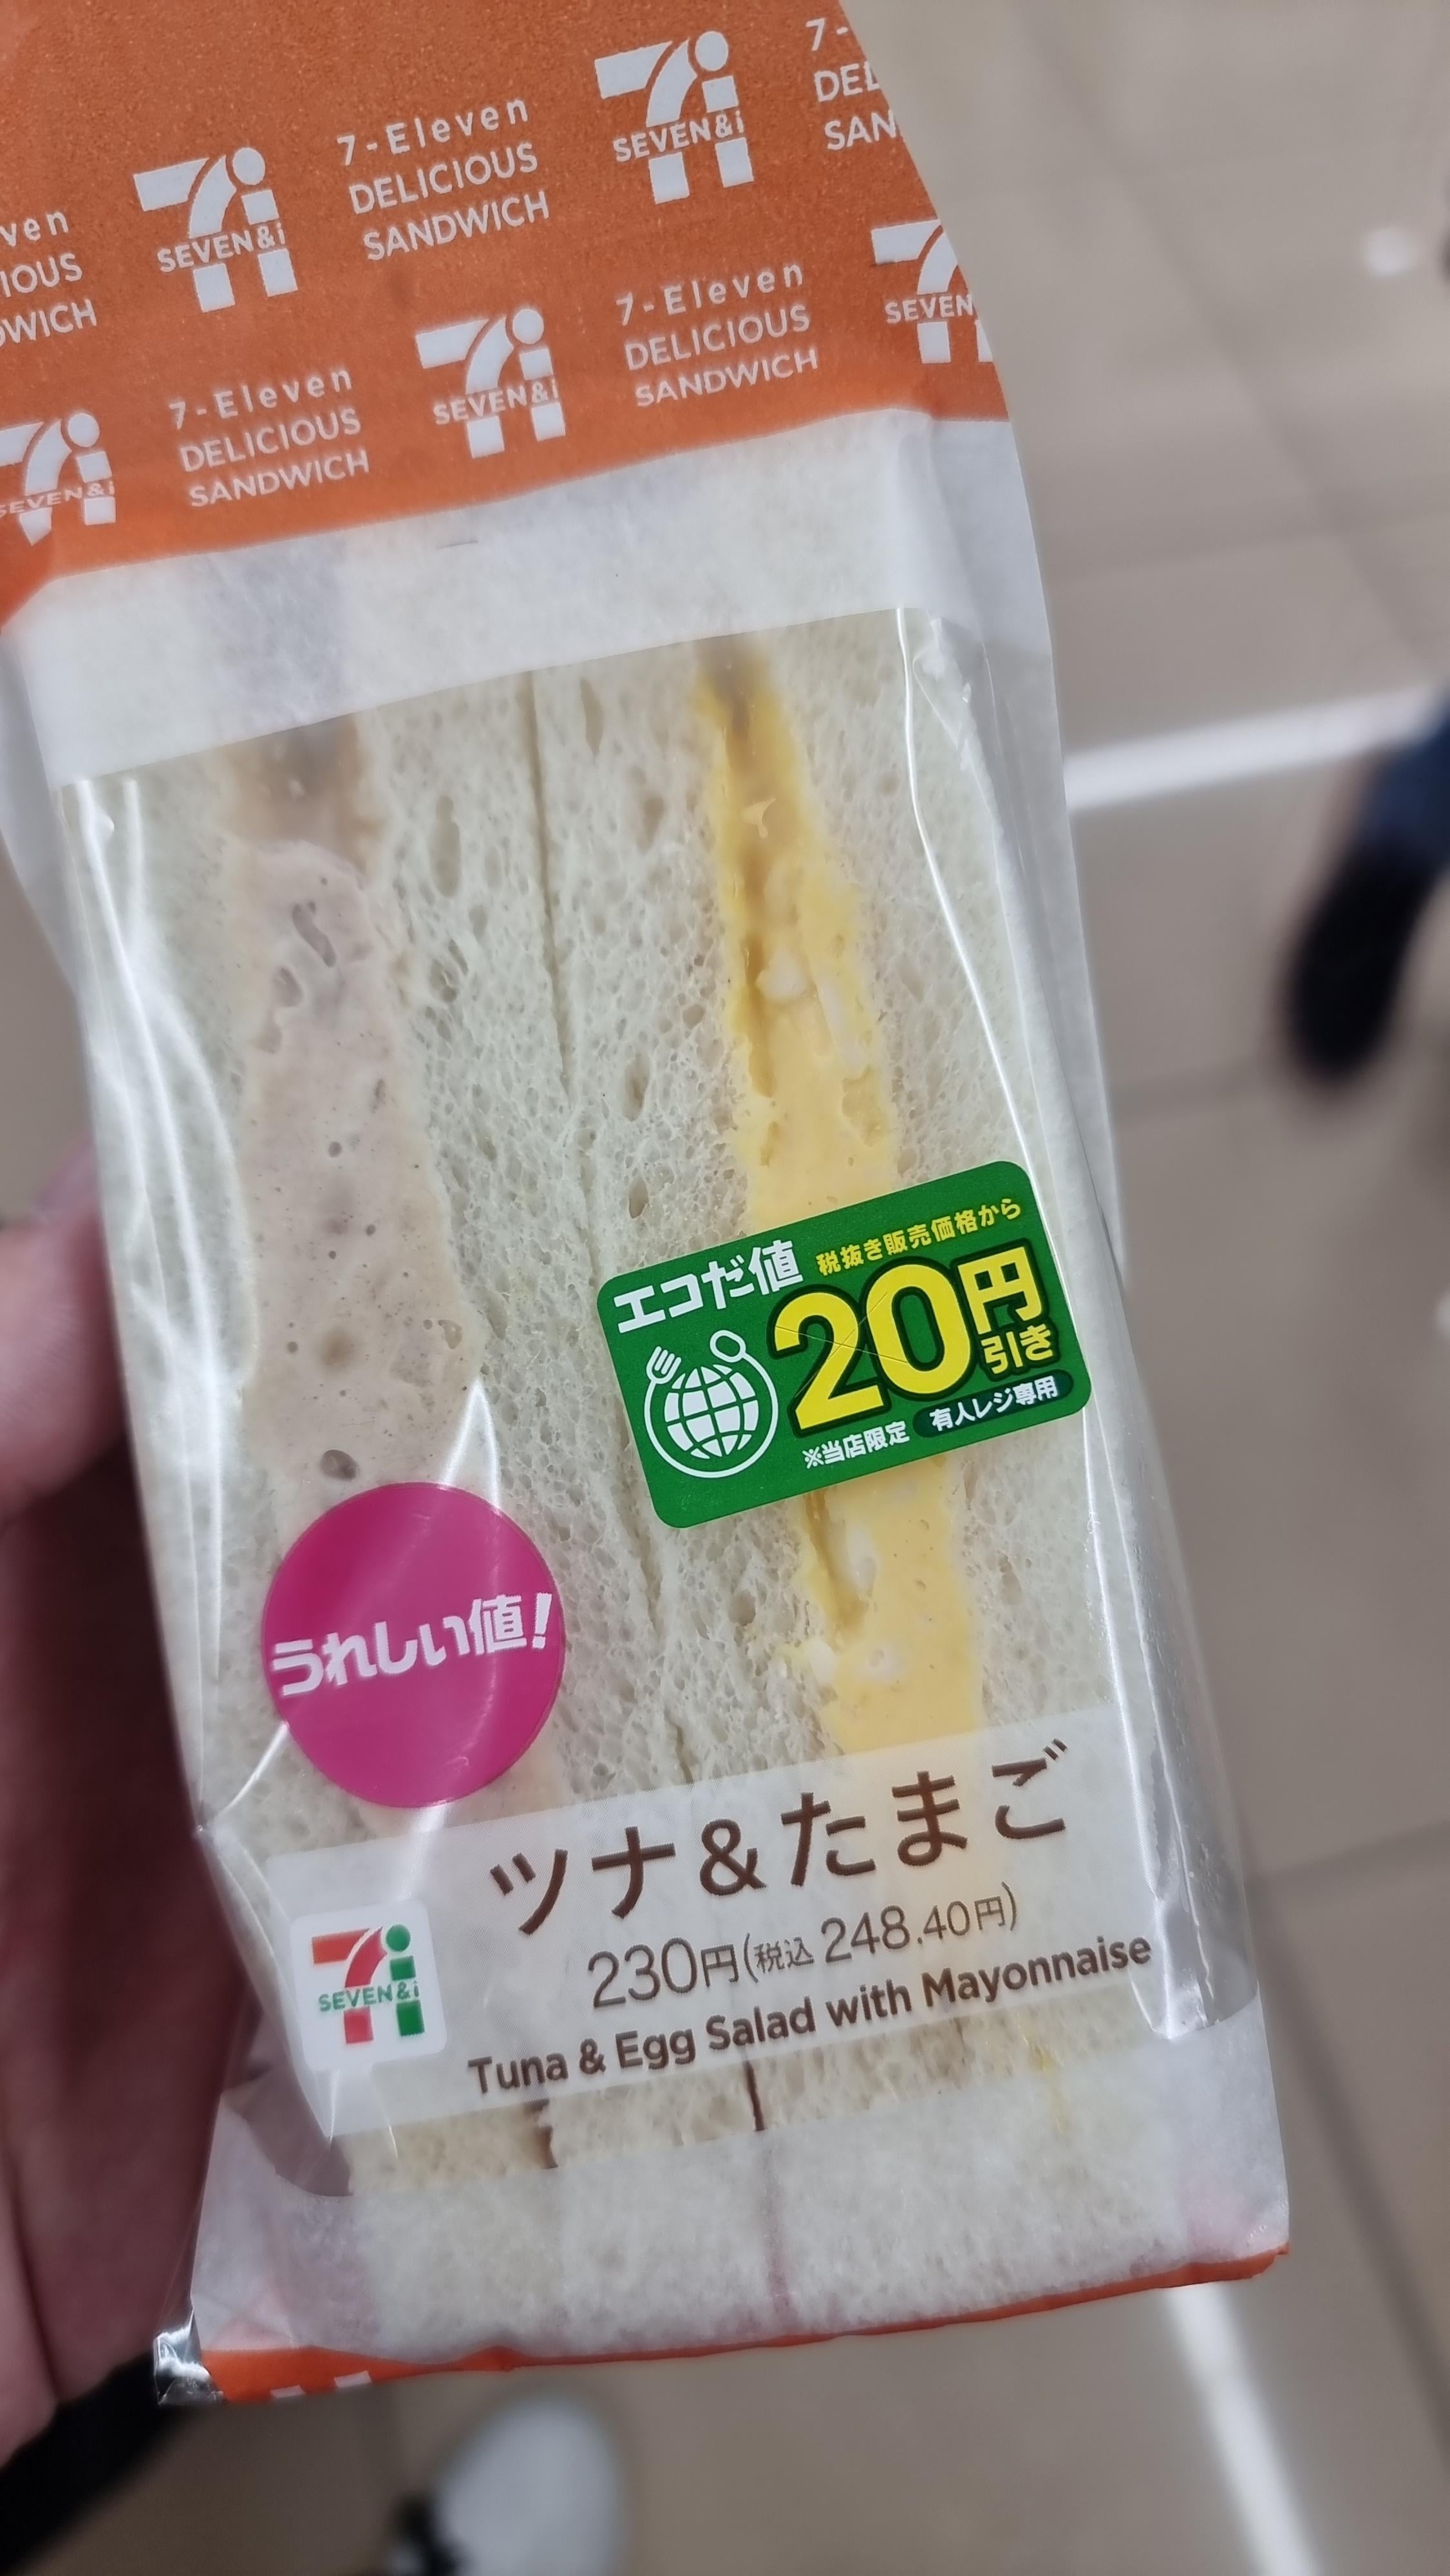 7-Eleven
DELICIOUS
SANDWICH
SEVEN&i
7-
SEVEN&i
7-Eleven
DELICIOUS
SANDWICH
SEVEN
SEVEN&i
7-Eleven
DELICIOUS
SANDWICH
SEVEN&i
エコだ値
税抜き販売価格から
20円
引き
※当店限定 有人レジ専用
うれしい値!
ツナ&たまご
230円(税込 248.40円)
Tuna & Egg Salad with Mayonnaise
SEVEN&i